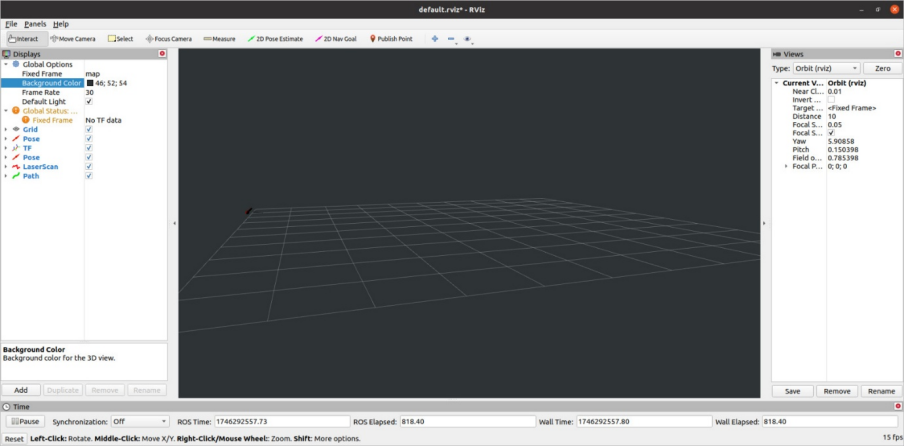 default.rviz* - RViz
File Panels Help
Interact Move Camera Select Focus Camera Measure 2D Pose Estimate 2D Nav Goal Publish Point
Displays
Global Options
Fixed Frame map
Background Color 46; 52; 54
Frame Rate 30
Default Light
Global Status: ...
Fixed Frame No TF data
Grid
Pose
TF
Pose
LaserScan
Path
Background Color
Background color for the 3D view.
Add Duplicate Remove Rename
Views
Type: Orbit (rviz) Zero
Current V... Orbit (rviz)
Near Cl... 0.01
Invert ...
Target ... <Fixed Frame>
Distance 10
Focal S... 0.05
Focal S...
Yaw 5.90858
Pitch 0.150398
Field o... 0.785398
Focal P... 0; 0; 0
Save Remove Rename
Time
Pause Synchronization: Off ROS Time: 1746292557.73 ROS Elapsed: 818.40 Wall Time: 1746292557.80 Wall Elapsed: 818.40
Reset Left-Click: Rotate. Middle-Click: Move X/Y. Right-Click/Mouse Wheel: Zoom. Shift: More options. 15 fps